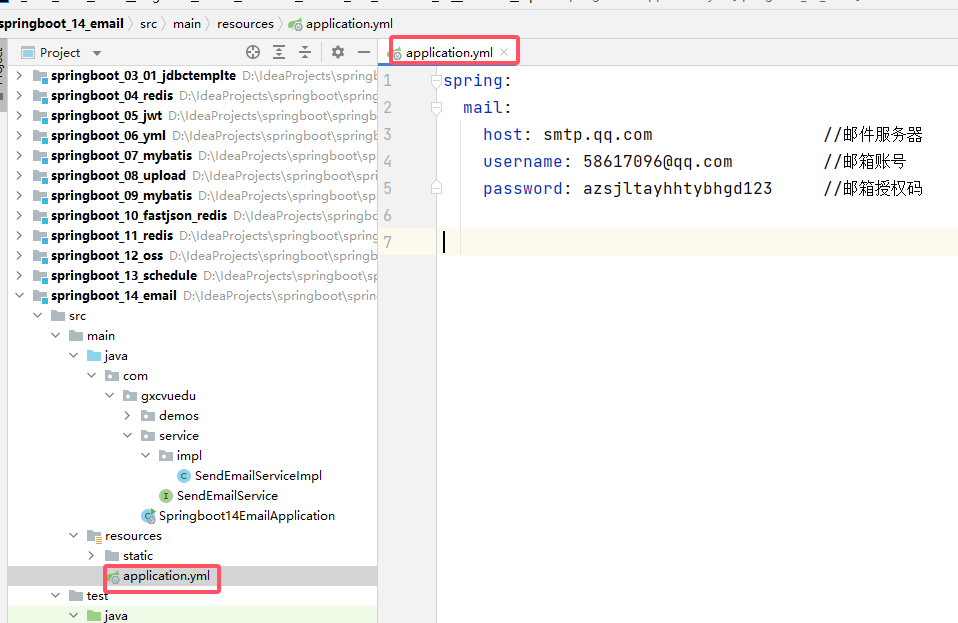 springboot_14_email src main resources application.yml
Project
application.yml
springboot_03_01_jdbctemplte D:\IdeaProjects\springb
springboot_04_redis D:\IdeaProjects\springboot\spring
springboot_05_jwt D:\IdeaProjects\springboot\springb
springboot_06_yml D:\IdeaProjects\springboot\springb
springboot_07_mybatis D:\IdeaProjects\springboot\sp
springboot_08_upload D:\IdeaProjects\springboot\spr
springboot_09_mybatis D:\IdeaProjects\springboot\sp
springboot_10_fastjson_redis D:\IdeaProjects\springbo
springboot_11_redis D:\IdeaProjects\springboot\spring
springboot_12_oss D:\IdeaProjects\springboot\springb
springboot_13_schedule D:\IdeaProjects\springboot\sp
springboot_14_email D:\IdeaProjects\springboot\sprin
src
main
java
com
gxcvuedu
demos
service
impl
SendEmailServiceImpl
SendEmailService
Springboot14EmailApplication
resources
static
application.yml
test
java
1 spring:
2 mail:
3 host: smtp.qq.com //邮件服务器
4 username: 58617096@qq.com //邮箱账号
5 password: azsjltayhhtybhgd123 //邮箱授权码
6
7